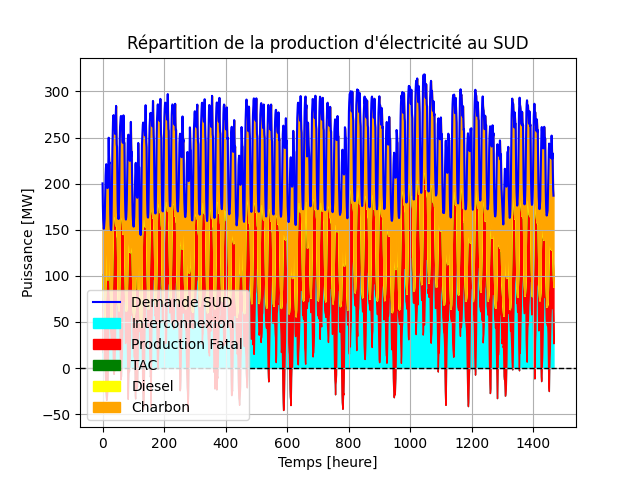 Répartition de la production d'électricité au SUD
Puissance [MW]
300
250
200
150
100
50
0
−50
Demande SUD
Interconnexion
Production Fatal
TAC
Diesel
Charbon
0 200 400 600 800 1000 1200 1400
Temps [heure]